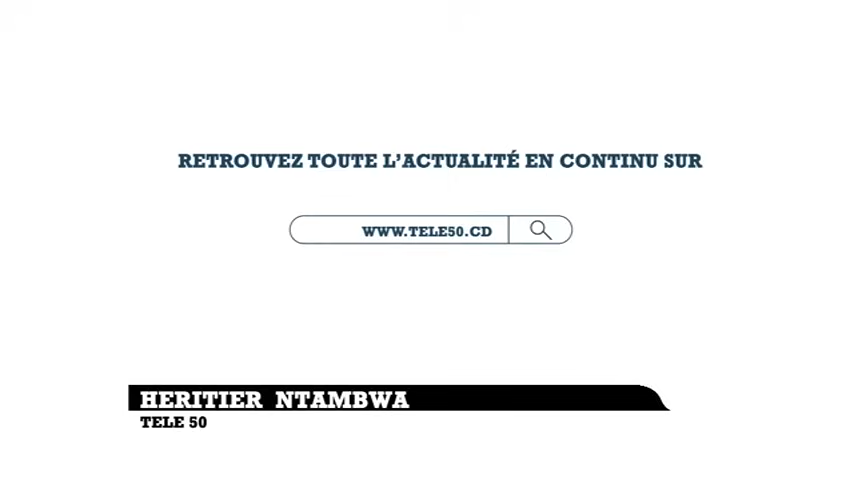 RETROUVEZ TOUTE L'ACTUALITÉ EN CONTINU SUR
WWW.TELE50.CD
HERITIER NTAMBWA
TELE 50